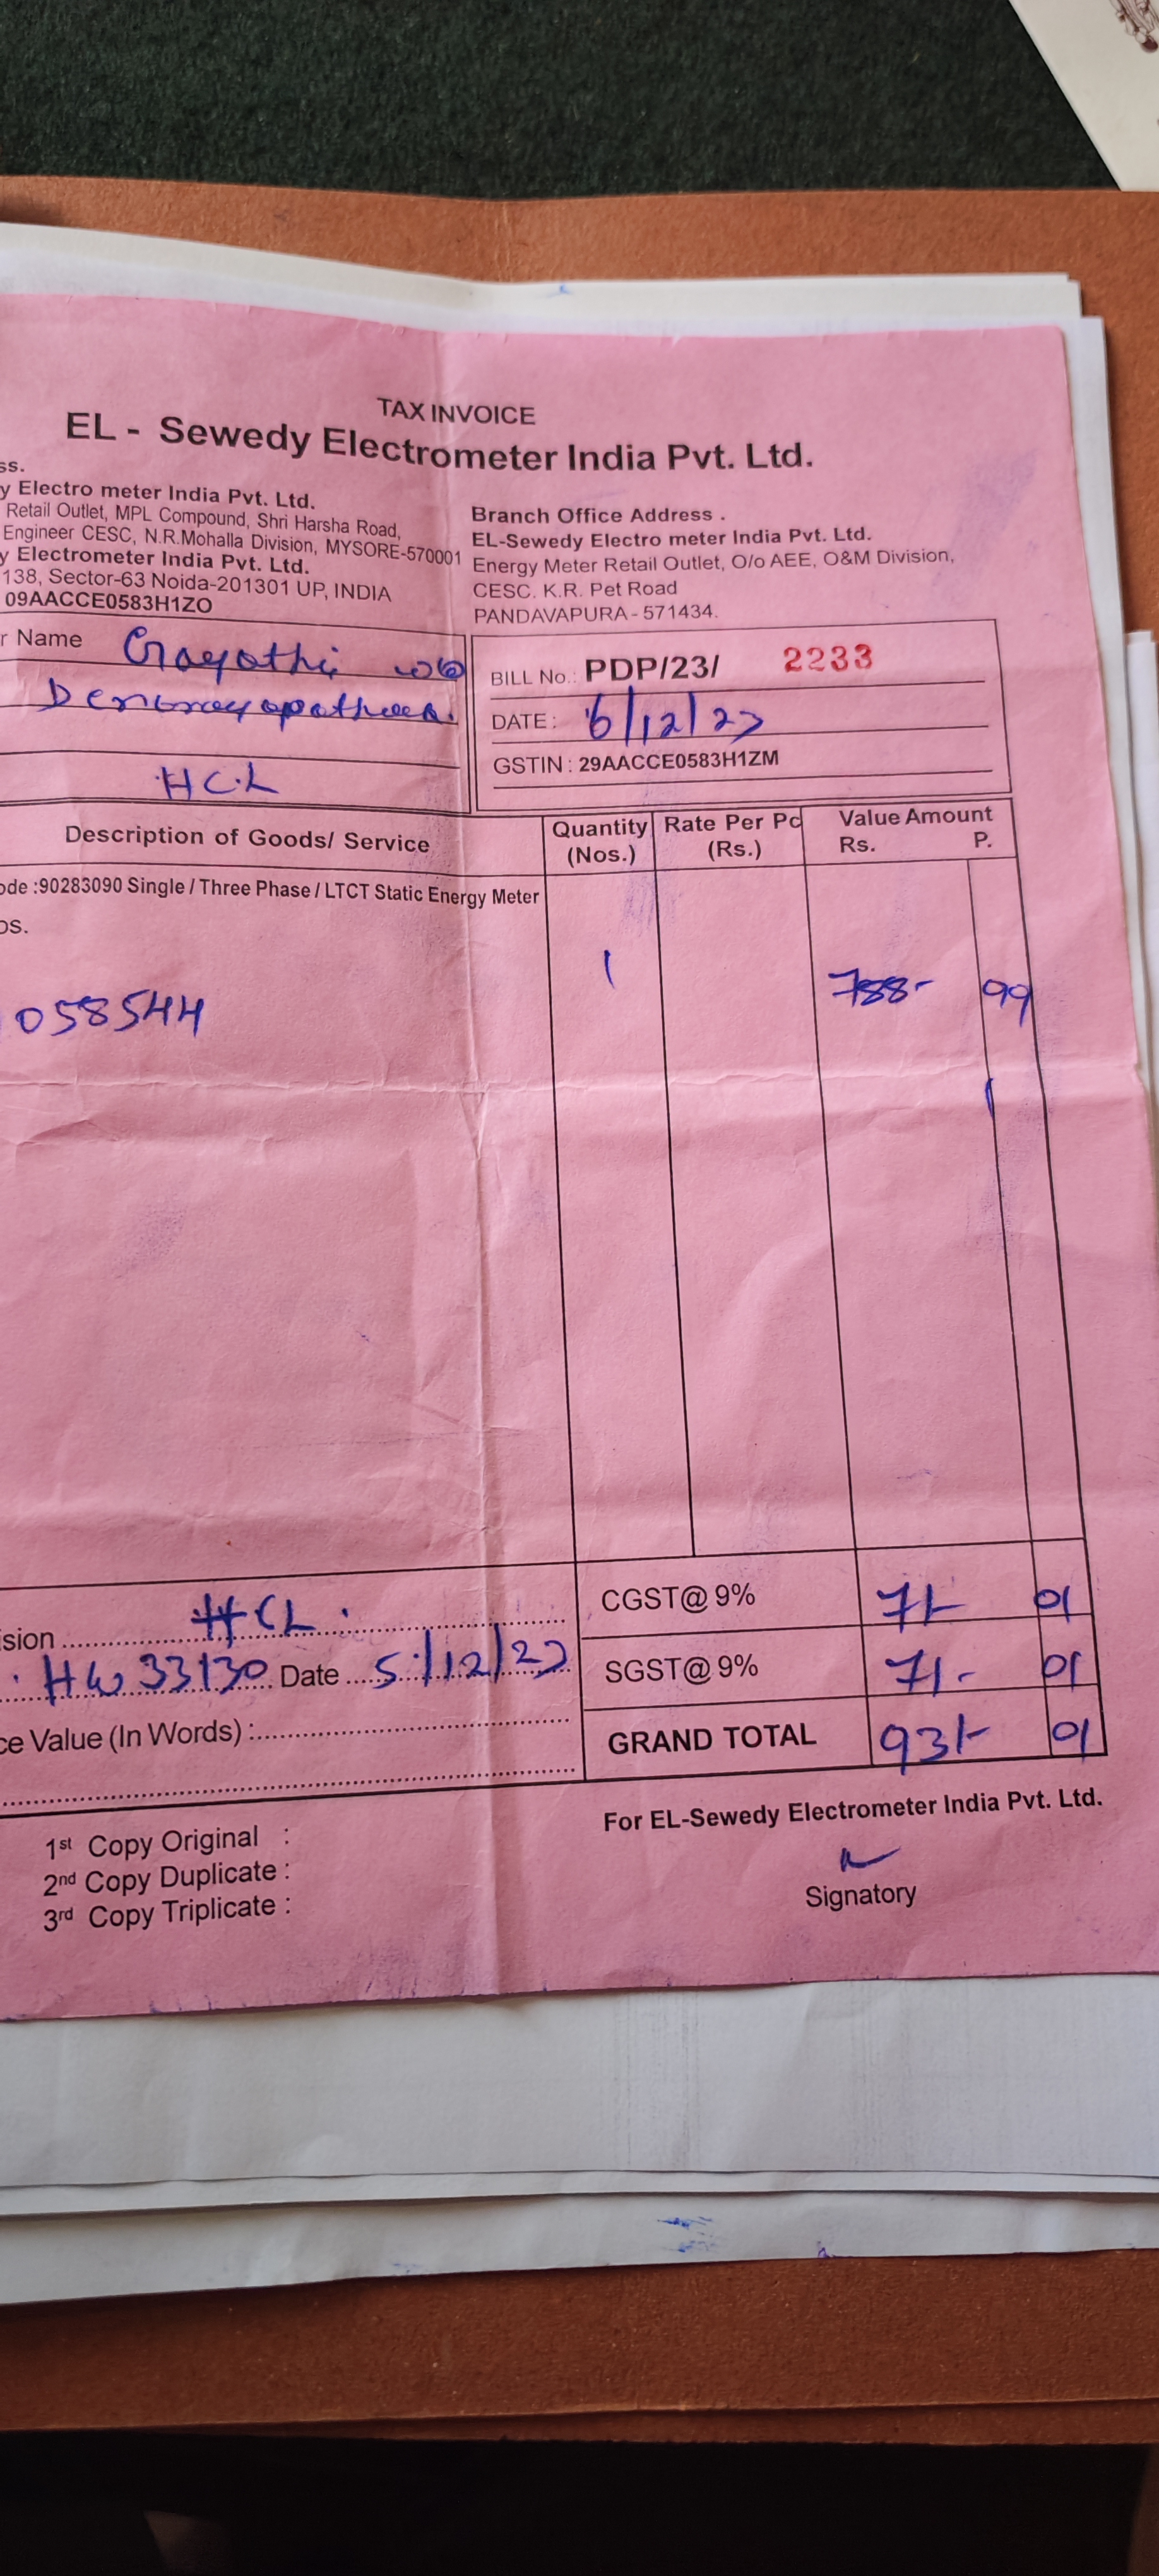 TAX INVOICE
EL - Sewedy Electrometer India Pvt. Ltd.
ss.
y Electro meter India Pvt. Ltd.
Retail Outlet, MPL Compound, Shri Harsha Road,
Engineer CESC, N.R.Mohalla Division, MYSORE-570001
y Electrometer India Pvt. Ltd.
138, Sector-63 Noida-201301 UP, INDIA
09AACCE0583H1ZO
Branch Office Address .
EL-Sewedy Electro meter India Pvt. Ltd.
Energy Meter Retail Outlet, O/o AEE, O&M Division,
CESC. K.R. Pet Road
PANDAVAPURA - 571434.
r Name Gayathri
H C.L
BILL No.: PDP/23/ 2233
DATE : 6/12/23
GSTIN : 29AACCE0583H1ZM
Description of Goods/ Service Quantity (Nos.) Rate Per Pc (Rs.) Value Amount Rs. P.
ode :90283090 Single / Three Phase / LTCT Static Energy Meter
os.
058544 1 788- 99
ision HCL. CGST@ 9% 71- 01
HW 33130 Date 5/12/23 SGST@ 9% 71- 01
ce Value (In Words) : GRAND TOTAL 931- 01
For EL-Sewedy Electrometer India Pvt. Ltd.
Signatory
1st Copy Original :
2nd Copy Duplicate :
3rd Copy Triplicate :